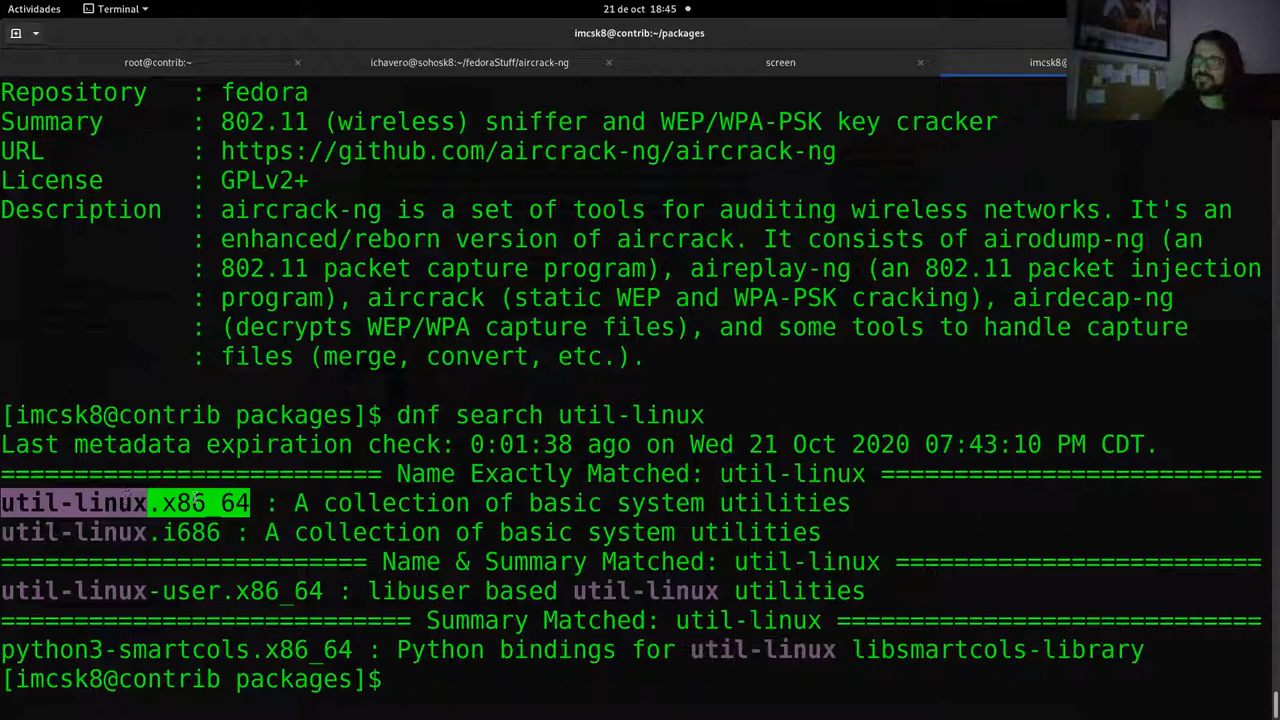 Actividades Terminal 21 de oct 18:45
imcsk8@contrib:~/packages
root@contrib:~ × ichavero@sohosk8:~/fedoraStuff/aircrack-ng × screen × imcsk8@
Repository : fedora
Summary : 802.11 (wireless) sniffer and WEP/WPA-PSK key cracker
URL : https://github.com/aircrack-ng/aircrack-ng
License : GPLv2+
Description : aircrack-ng is a set of tools for auditing wireless networks. It's an
: enhanced/reborn version of aircrack. It consists of airodump-ng (an
: 802.11 packet capture program), aireplay-ng (an 802.11 packet injection
: program), aircrack (static WEP and WPA-PSK cracking), airdecap-ng
: (decrypts WEP/WPA capture files), and some tools to handle capture
: files (merge, convert, etc.).
[imcsk8@contrib packages]$ dnf search util-linux
Last metadata expiration check: 0:01:38 ago on Wed 21 Oct 2020 07:43:10 PM CDT.
========================== Name Exactly Matched: util-linux ==========================
util-linux.x86_64 : A collection of basic system utilities
util-linux.i686 : A collection of basic system utilities
========================= Name & Summary Matched: util-linux =========================
util-linux-user.x86_64 : libuser based util-linux utilities
============================ Summary Matched: util-linux =============================
python3-smartcols.x86_64 : Python bindings for util-linux libsmartcols-library
[imcsk8@contrib packages]$